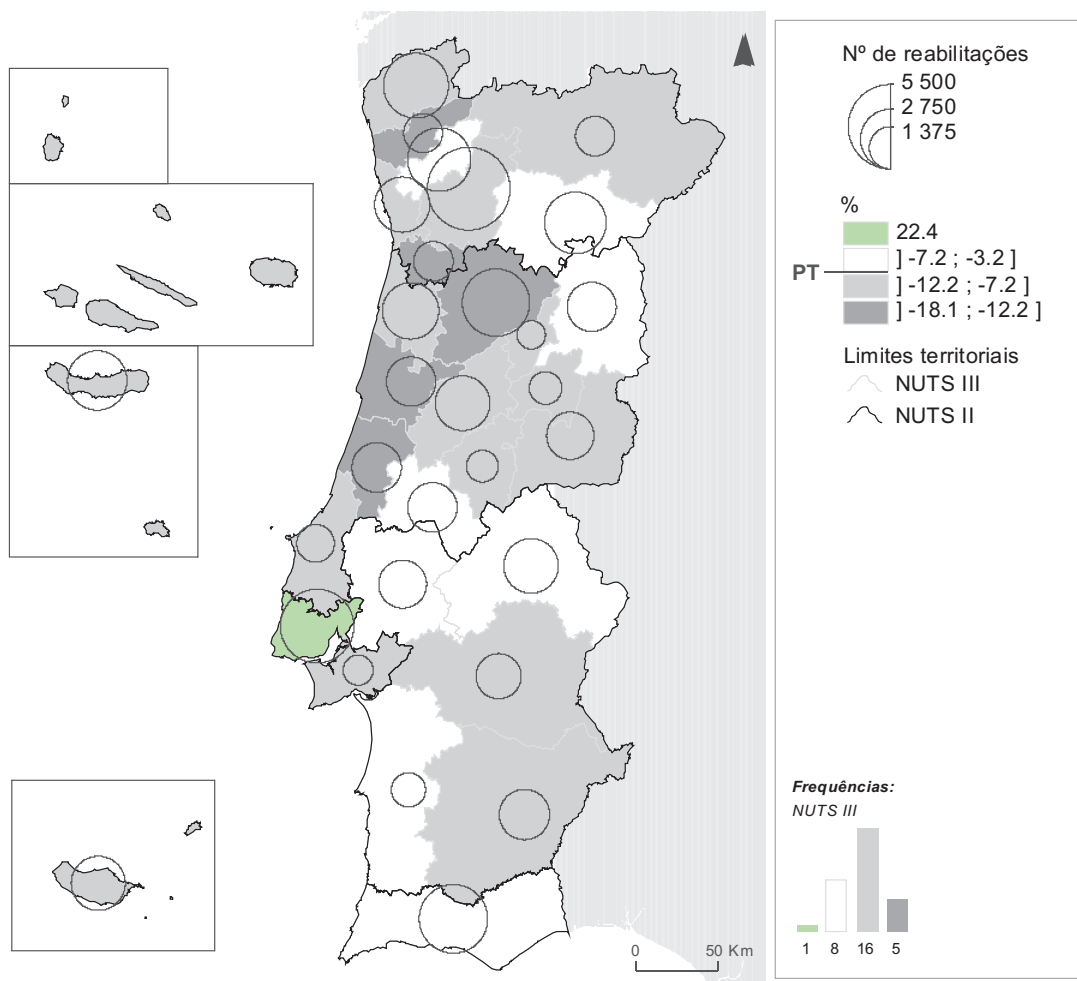 Nº de reabilitações
5 500
2 750
1 375
%
22.4
] -7.2 ; -3.2 ]
PT
] -12.2 ; -7.2 ]
] -18.1 ; -12.2 ]
Limites territoriais
NUTS III
NUTS II
Frequências:
NUTS III
1 8 16 5
0 50 Km